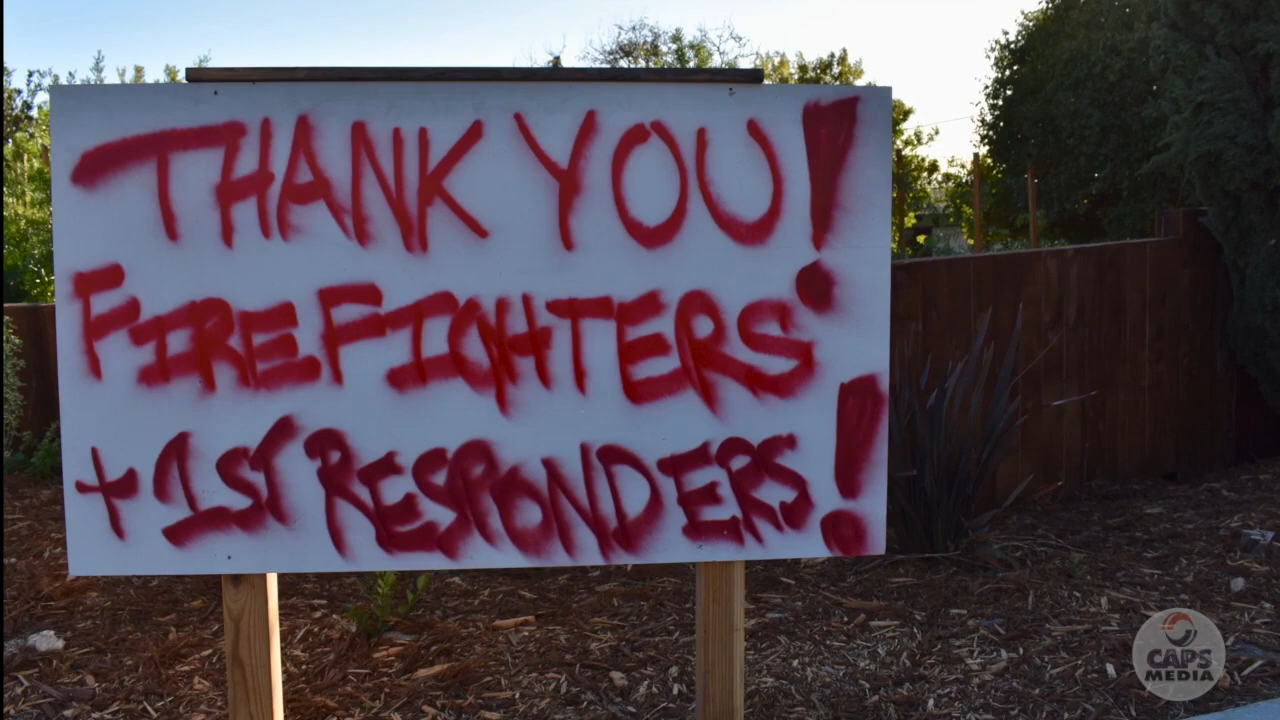 THANK YOU!
FIREFIGHTERS
+ 1ST RESPONDERS!
CAPS
MEDIA